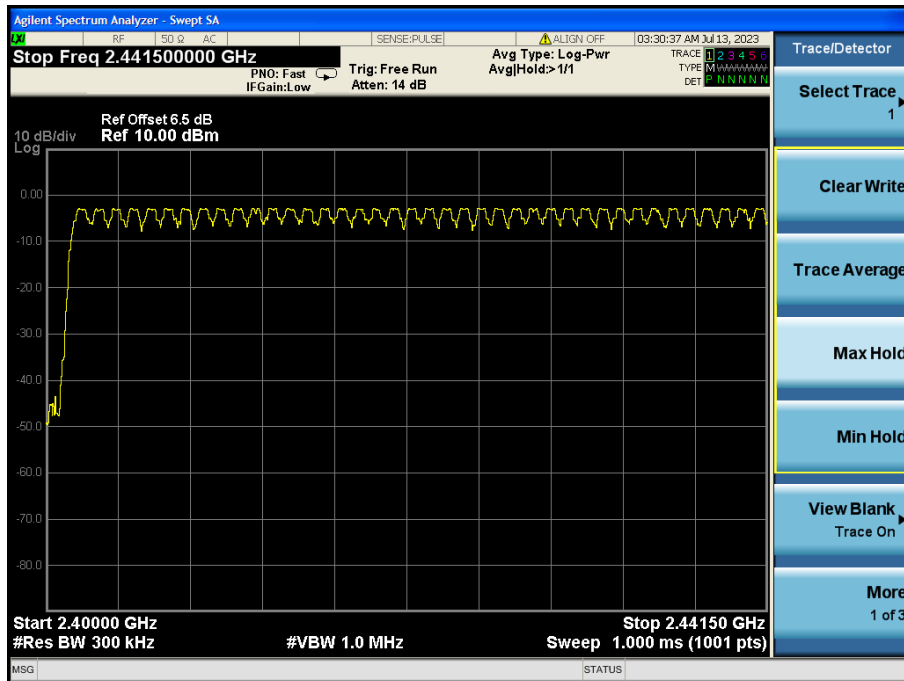 Agilent Spectrum Analyzer - Swept SA
LXI RF 50 Ω AC SENSE:PULSE ALIGN OFF 03:30:37 AM Jul 13, 2023
Stop Freq 2.441500000 GHz
PNO: Fast
IFGain:Low
Trig: Free Run
Atten: 14 dB
Avg Type: Log-Pwr
Avg|Hold:>1/1
TRACE 1 2 3 4 5 6
TYPE M W W W W W
DET P N N N N N
Ref Offset 6.5 dB
10 dB/div Ref 10.00 dBm
Log
0.00
-10.0
-20.0
-30.0
-40.0
-50.0
-60.0
-70.0
-80.0
Start 2.40000 GHz Stop 2.44150 GHz
#Res BW 300 kHz #VBW 1.0 MHz Sweep 1.000 ms (1001 pts)
MSG STATUS
Trace/Detector
Select Trace
1
Clear Write
Trace Average
Max Hold
Min Hold
View Blank
Trace On
More
1 of 3